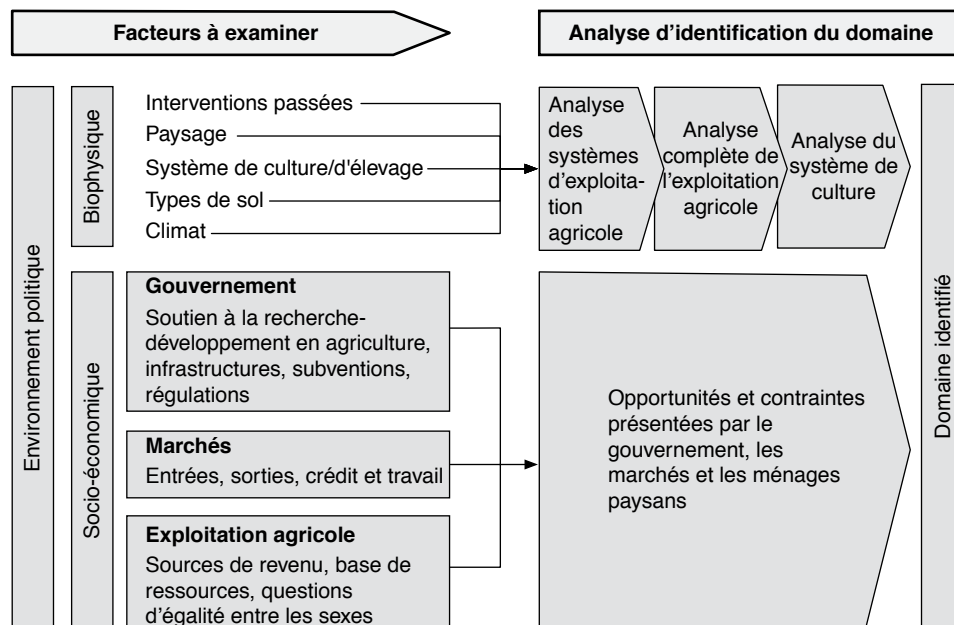 Facteurs à examiner
Analyse d'identification du domaine
Environnement politique
Biophysique
Interventions passées
Paysage
Système de culture/d'élevage
Types de sol
Climat
Analyse
des
systèmes
d'exploita-
tion
agricole
Analyse
complète de
l'exploitation
agricole
Analyse du
système de
culture
Socio-économique
Gouvernement
Soutien à la recherche-
développement en agriculture,
infrastructures, subventions,
régulations
Marchés
Entrées, sorties, crédit et travail
Exploitation agricole
Sources de revenu, base de
ressources, questions
d'égalité entre les sexes
Opportunités et contraintes
présentées par le
gouvernement, les
marchés et les ménages
paysans
Domaine identifié